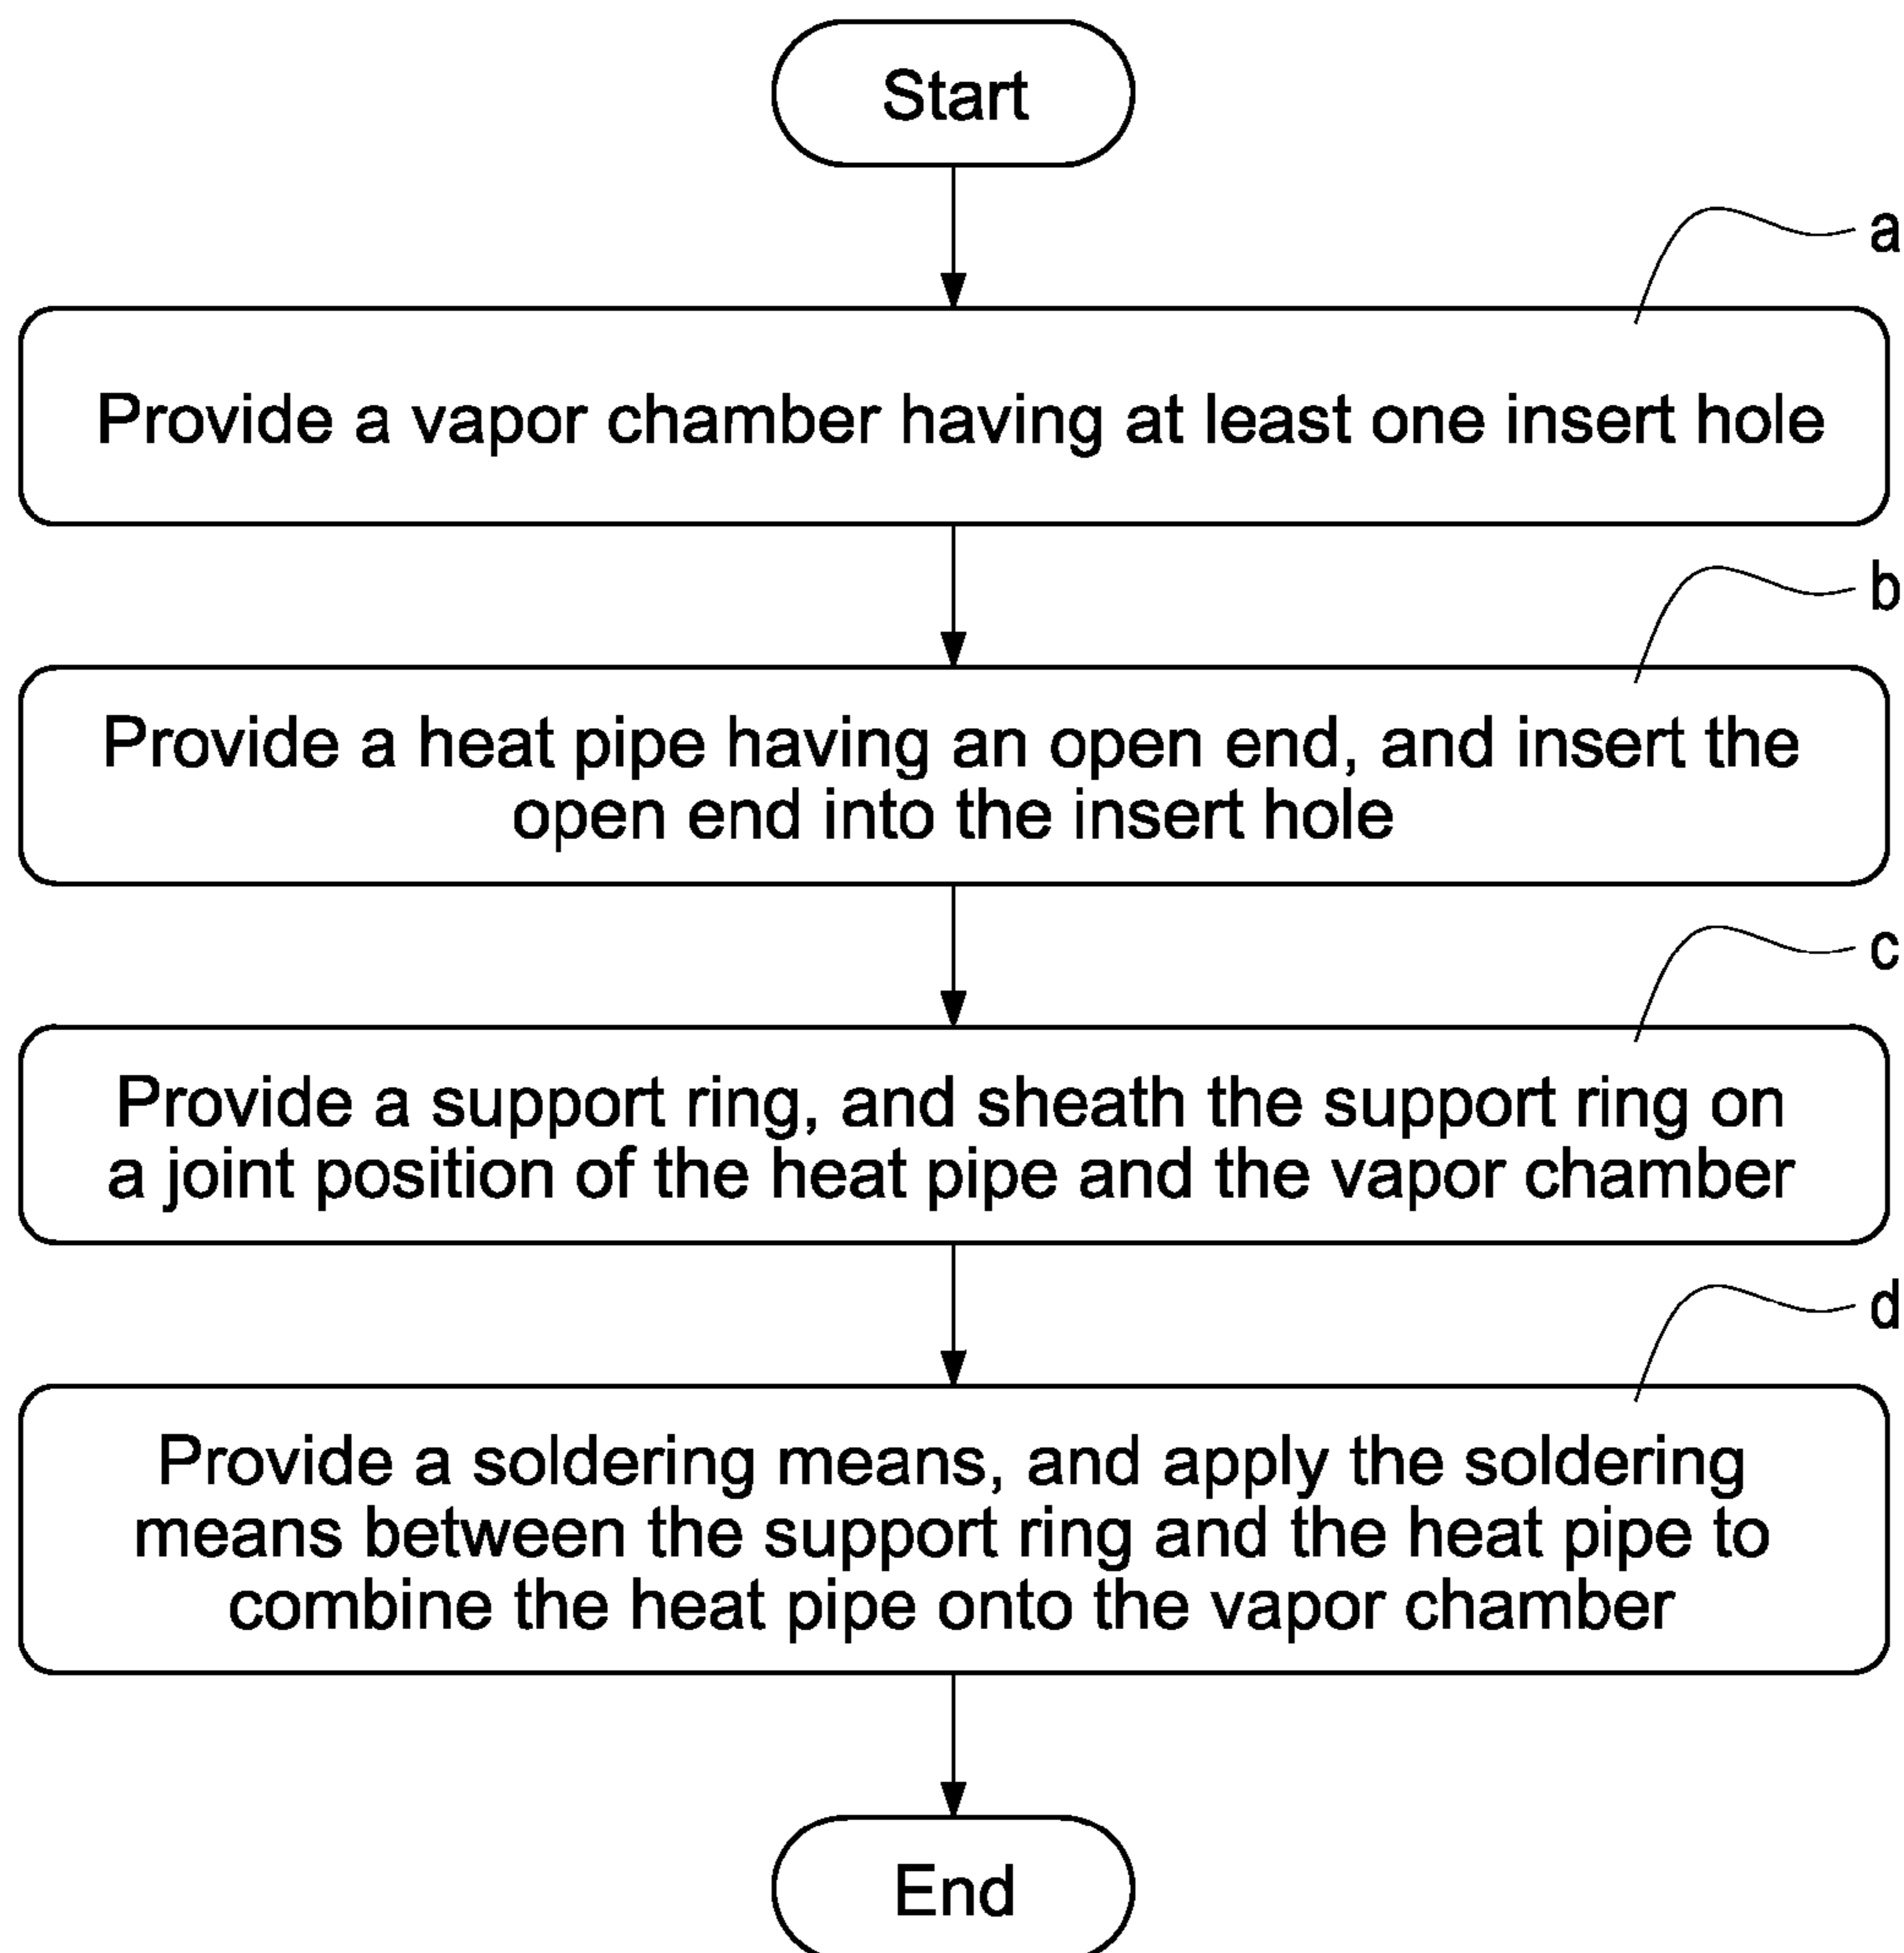 Start
a
Provide a vapor chamber having at least one insert hole
b
Provide a heat pipe having an open end, and insert the
open end into the insert hole
c
Provide a support ring, and sheath the support ring on
a joint position of the heat pipe and the vapor chamber
d
Provide a soldering means, and apply the soldering
means between the support ring and the heat pipe to
combine the heat pipe onto the vapor chamber
End